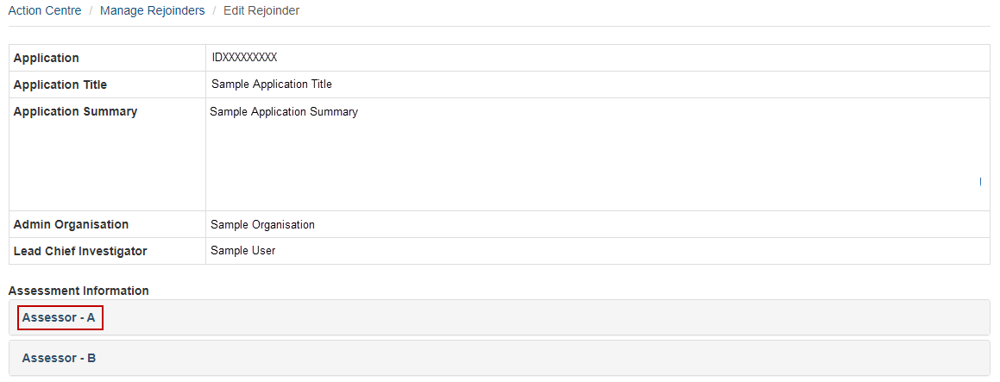 Action Centre / Manage Rejoinders / Edit Rejoinder
Application IDXXXXXXXXX
Application Title Sample Application Title
Application Summary Sample Application Summary
Admin Organisation Sample Organisation
Lead Chief Investigator Sample User
Assessment Information
Assessor - A
Assessor - B